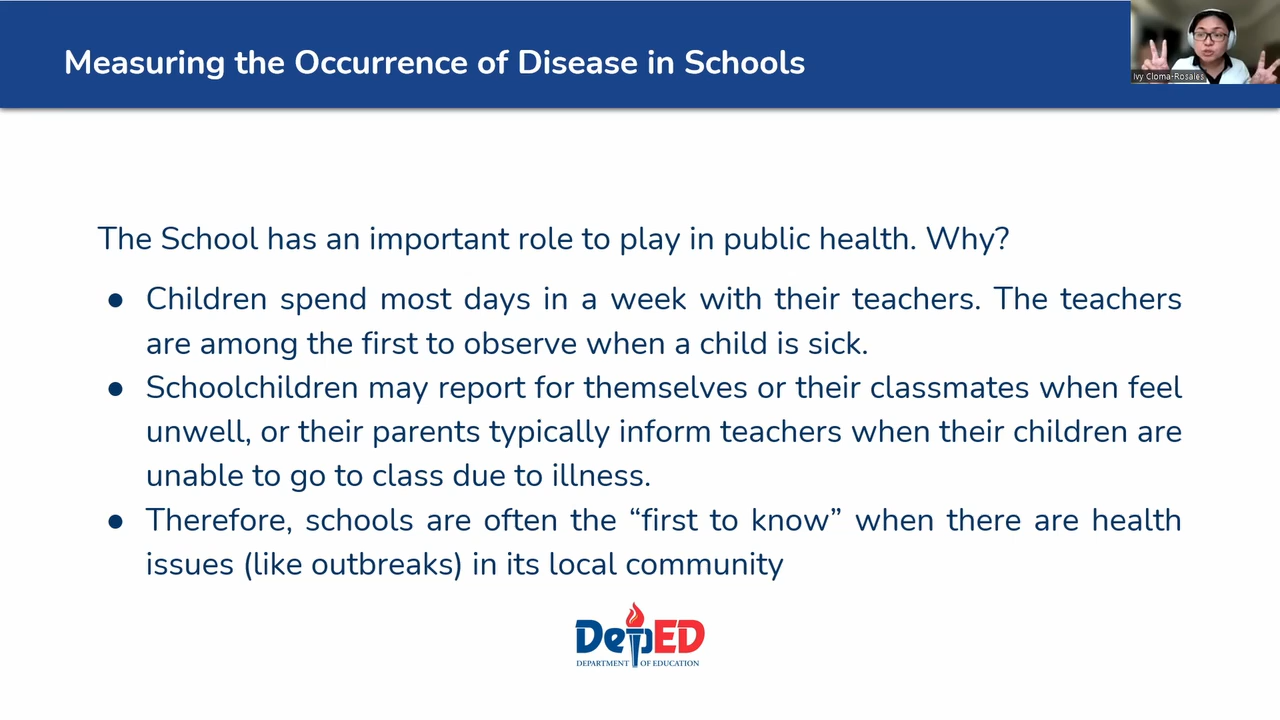 Measuring the Occurrence of Disease in Schools
Ivy Cloma-Rosales
The School has an important role to play in public health. Why?
● Children spend most days in a week with their teachers. The teachers
are among the first to observe when a child is sick.
● Schoolchildren may report for themselves or their classmates when feel
unwell, or their parents typically inform teachers when their children are
unable to go to class due to illness.
● Therefore, schools are often the “first to know” when there are health
issues (like outbreaks) in its local community
DepED
DEPARTMENT OF EDUCATION